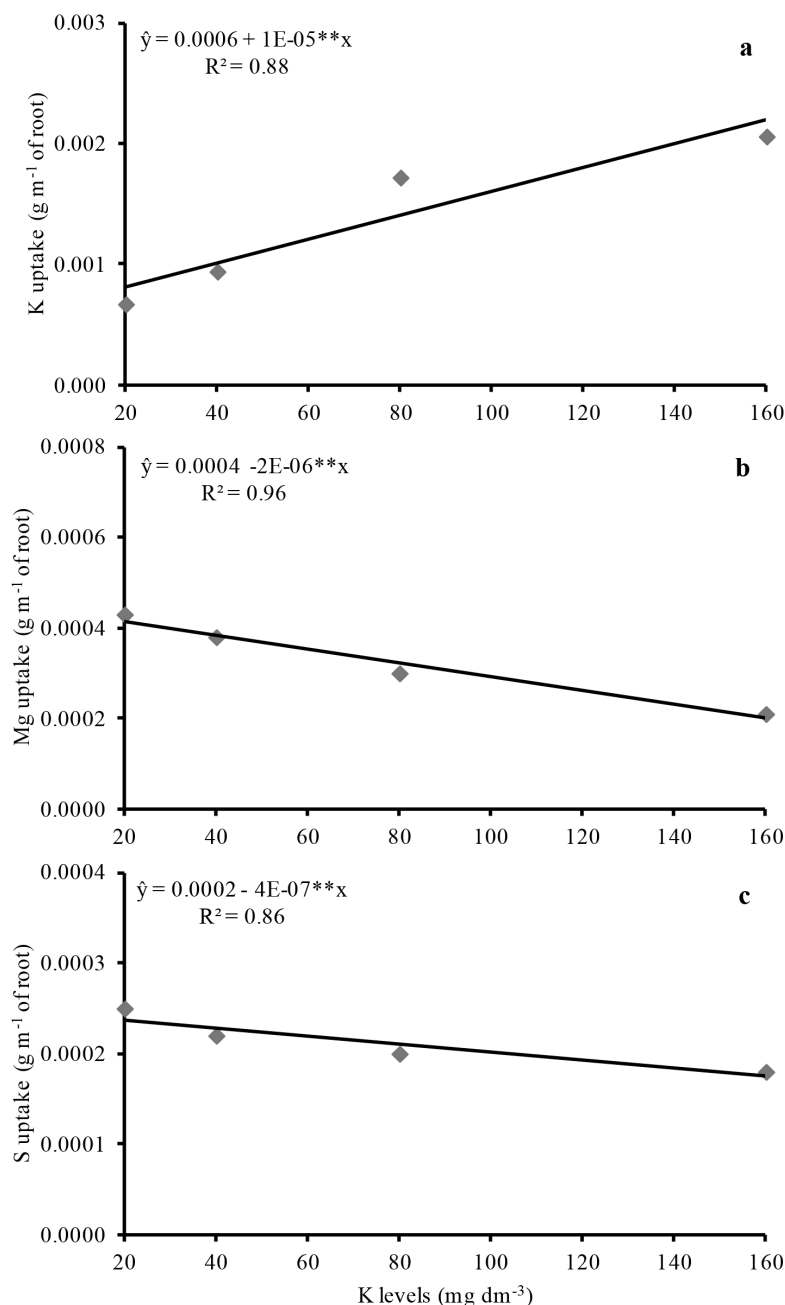 0.003
ŷ = 0.0006 + 1E-05**x
R² = 0.88
a
0.002
0.001
0.000
K uptake (g m⁻¹ of root)
20 40 60 80 100 120 140 160
0.0008
ŷ = 0.0004 -2E-06**x
R² = 0.96
b
0.0006
0.0004
0.0002
0.0000
Mg uptake (g m⁻¹ of root)
20 40 60 80 100 120 140 160
0.0004
ŷ = 0.0002 - 4E-07**x
R² = 0.86
c
0.0003
0.0002
0.0001
0.0000
S uptake (g m⁻¹ of root)
20 40 60 80 100 120 140 160
K levels (mg dm⁻³)